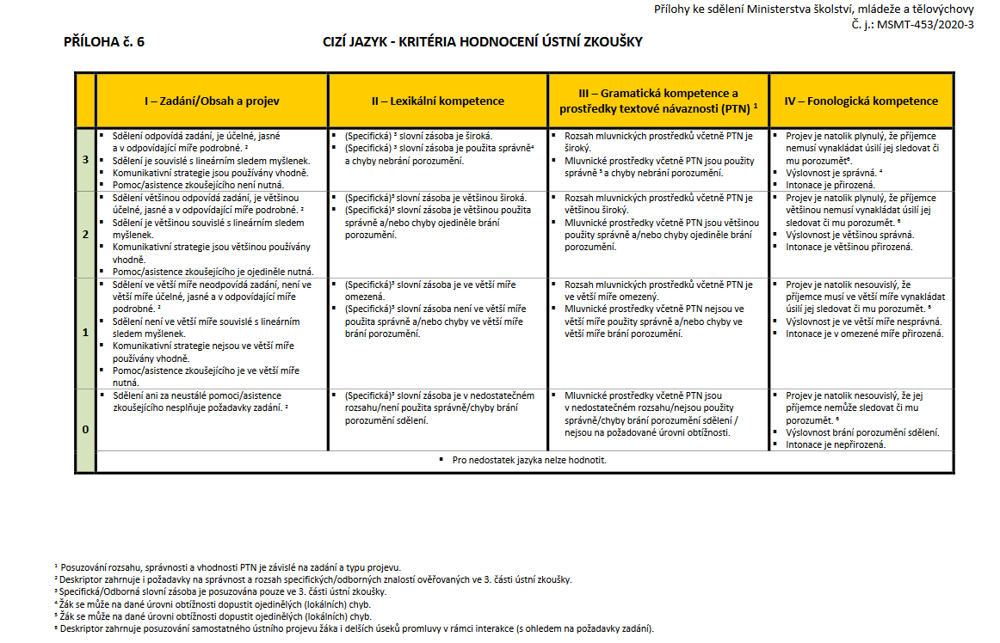 Přílohy ke sdělení Ministerstva školství, mládeže a tělovýchovy
Č. j.: MSMT-453/2020-3
PŘÍLOHA č. 6
CIZÍ JAZYK - KRITÉRIA HODNOCENÍ ÚSTNÍ ZKOUŠKY
I – Zadání/Obsah a projev
II – Lexikální kompetence
III – Gramatická kompetence a
prostředky textové návaznosti (PTN) ¹
IV – Fonologická kompetence
3
▪ Sdělení odpovídá zadání, je účelné, jasné
a v odpovídající míře podrobné. ²
▪ Sdělení je souvislé s lineárním sledem myšlenek.
▪ Komunikativní strategie jsou používány vhodně.
▪ Pomoc/asistence zkoušejícího není nutná.
▪ (Specifická) ³ slovní zásoba je široká.
▪ (Specifická) ³ slovní zásoba je použita správně⁴
a chyby nebrání porozumění.
▪ Rozsah mluvnických prostředků včetně PTN je
široký.
▪ Mluvnické prostředky včetně PTN jsou použity
správně ⁵ a chyby nebrání porozumění.
▪ Projev je natolik plynulý, že příjemce
nemusí vynakládat úsilí jej sledovat či
mu porozumět⁶.
▪ Výslovnost je správná. ⁴
▪ Intonace je přirozená.
2
▪ Sdělení většinou odpovídá zadání, je většinou
účelné, jasné a v odpovídající míře podrobné. ²
▪ Sdělení je většinou souvislé s lineárním sledem
myšlenek.
▪ Komunikativní strategie jsou většinou používány
vhodně.
▪ Pomoc/asistence zkoušejícího je ojediněle nutná.
▪ (Specifická)³ slovní zásoba je většinou široká.
▪ (Specifická)³ slovní zásoba je většinou použita
správně a/nebo chyby ojediněle brání
porozumění.
▪ Rozsah mluvnických prostředků včetně PTN je
většinou široký.
▪ Mluvnické prostředky včetně PTN jsou většinou
použity správně a/nebo chyby ojediněle brání
porozumění.
▪ Projev je natolik plynulý, že příjemce
většinou nemusí vynakládat úsilí jej
sledovat či mu porozumět. ⁶
▪ Výslovnost je většinou správná.
▪ Intonace je většinou přirozená.
1
▪ Sdělení ve větší míře neodpovídá zadání, není ve
větší míře účelné, jasné a v odpovídající míře
podrobné. ²
▪ Sdělení není ve větší míře souvislé s lineárním
sledem myšlenek.
▪ Komunikativní strategie nejsou ve větší míře
používány vhodně.
▪ Pomoc/asistence zkoušejícího je ve větší míře
nutná.
▪ (Specifická)³ slovní zásoba je ve větší míře
omezená.
▪ (Specifická)³ slovní zásoba není ve větší míře
použita správně a/nebo chyby ve větší míře
brání porozumění.
▪ Rozsah mluvnických prostředků včetně PTN je
ve větší míře omezený.
▪ Mluvnické prostředky včetně PTN nejsou ve
větší míře použity správně a/nebo chyby ve
větší míře brání porozumění.
▪ Projev je natolik nesouvislý, že
příjemce musí ve větší míře vynakládat
úsilí jej sledovat či mu porozumět. ⁶
▪ Výslovnost je ve větší míře nesprávná.
▪ Intonace je v omezené míře přirozená.
0
▪ Sdělení ani za neustálé pomoci/asistence
zkoušejícího nesplňuje požadavky zadání. ²
▪ (Specifická)³ slovní zásoba je v nedostatečném
rozsahu/není použita správně/chyby brání
porozumění sdělení.
▪ Mluvnické prostředky včetně PTN jsou
v nedostatečném rozsahu/nejsou použity
správně/chyby brání porozumění sdělení /
nejsou na požadované úrovni obtížnosti.
▪ Projev je natolik nesouvislý, že jej
příjemce nemůže sledovat či mu
porozumět. ⁶
▪ Výslovnost brání porozumění sdělení.
▪ Intonace je nepřirozená.
▪ Pro nedostatek jazyka nelze hodnotit.
¹ Posuzování rozsahu, správnosti a vhodnosti PTN je závislé na zadání a typu projevu.
² Deskriptor zahrnuje i požadavky na správnost a rozsah specifických/odborných znalostí ověřovaných ve 3. části ústní zkoušky.
³ Specifická/Odborná slovní zásoba je posuzována pouze ve 3. části ústní zkoušky.
⁴ Žák se může na dané úrovni obtížnosti dopustit ojedinělých (lokálních) chyb.
⁵ Žák se může na dané úrovni obtížnosti dopustit ojedinělých (lokálních) chyb.
⁶ Deskriptor zahrnuje posuzování samostatného ústního projevu žáka i delších úseků promluvy v rámci interakce (s ohledem na požadavky zadání).